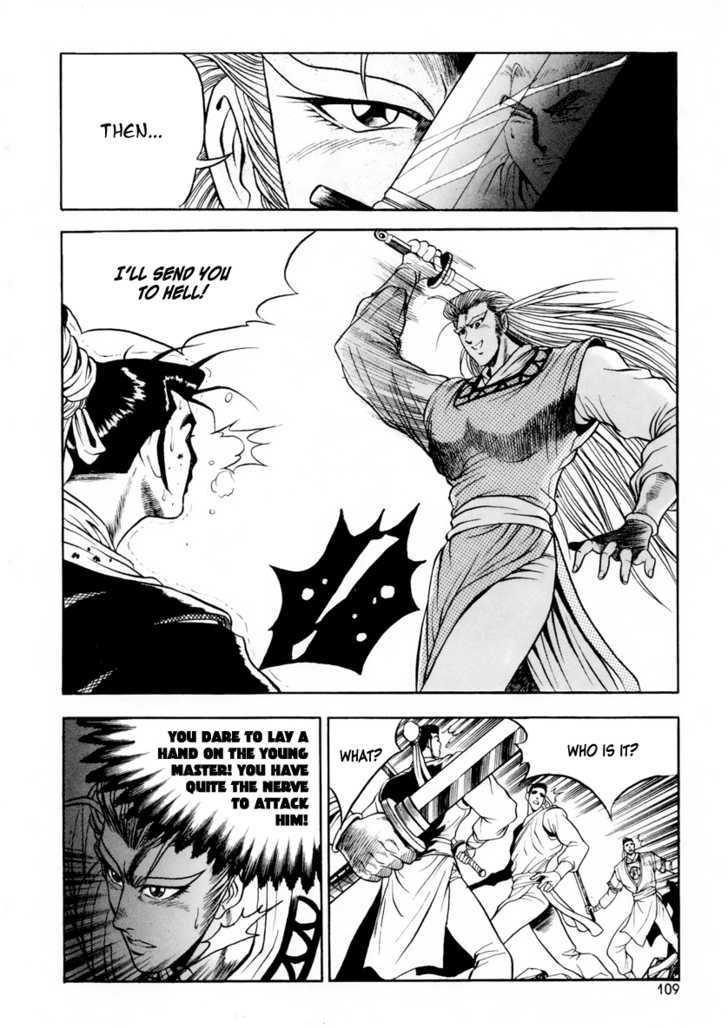 THEN...
I'LL SEND YOU
TO HELL!
YOU DARE TO LAY A
HAND ON THE YOUNG
MASTER! YOU HAVE
QUITE THE NERVE
TO ATTACK
HIM!
WHAT?
WHO IS IT?
109